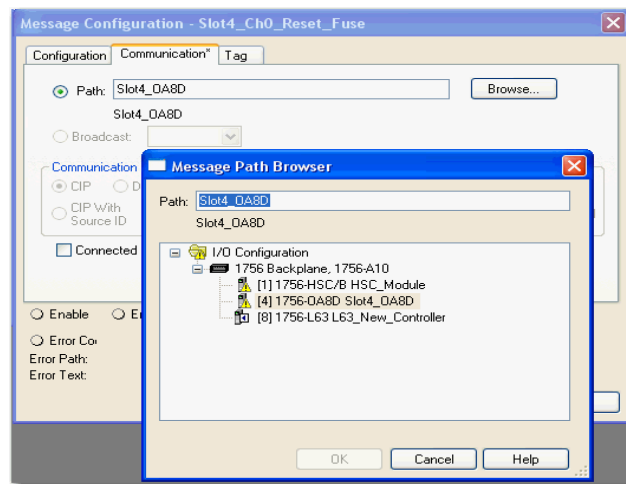 Message Configuration - Slot4_Ch0_Reset_Fuse
Configuration Communication* Tag
Path: Slot4_OA8D Browse...
Slot4_OA8D
Broadcast:
Communication
CIP D
CIP With
Source ID
Connected
Enable
Error Path:
Error Text:
Message Path Browser
Path: Slot4_OA8D
Slot4_OA8D
I/O Configuration
1756 Backplane, 1756-A10
[1] 1756-HSC/B HSC_Module
[4] 1756-OA8D Slot4_OA8D
[8] 1756-L63 L63_New_Controller
OK Cancel Help